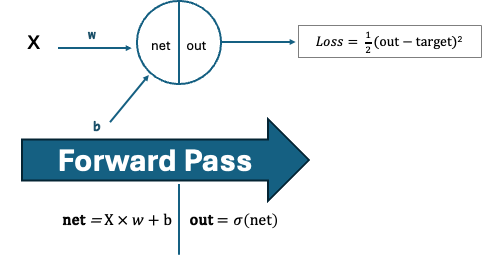 X
w
net
out
Loss = 1/2 (out − target)²
b
Forward Pass
net =X × w + b
out = σ(net)